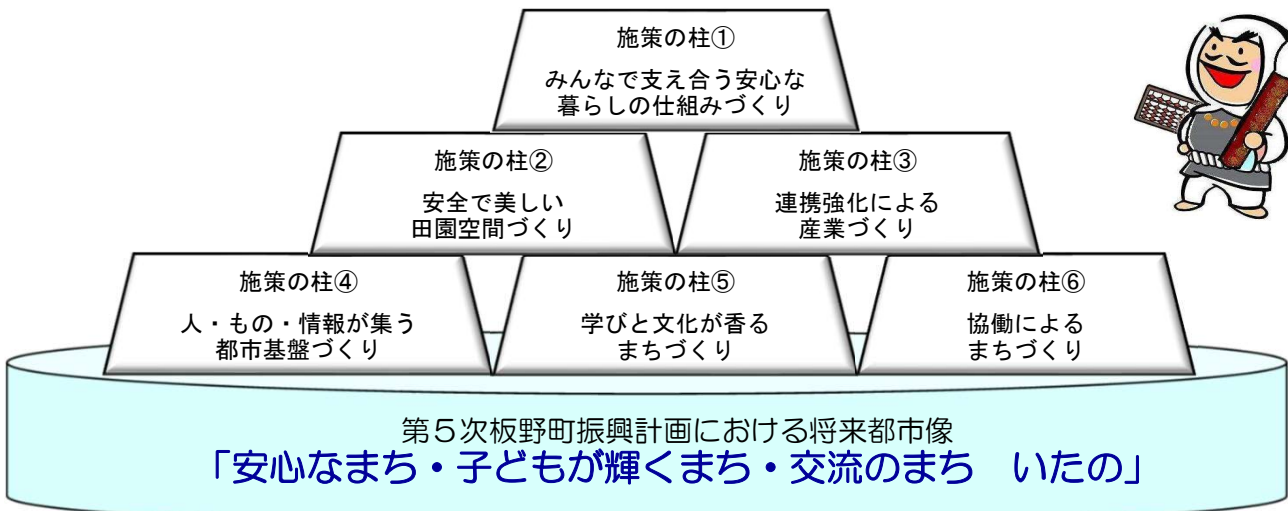 施策の柱①
みんなで支え合う安心な
暮らしの仕組みづくり
施策の柱②
安全で美しい
田園空間づくり
施策の柱③
連携強化による
産業づくり
施策の柱④
人・もの・情報が集う
都市基盤づくり
施策の柱⑤
学びと文化が香る
まちづくり
施策の柱⑥
協働による
まちづくり
第5次板野町振興計画における将来都市像
「安心なまち・子どもが輝くまち・交流のまち　いたの」